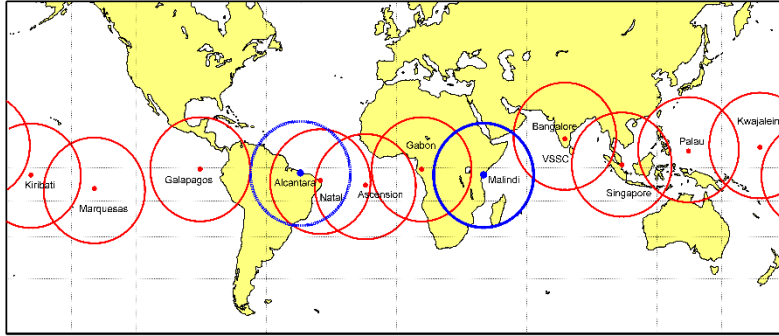 Kiribati
Marquesas
Galapagos
Alcantara
Natal
Ascension
Gabon
Malindi
Bangalore
VSSC
Singapore
Palau
Kwajalein